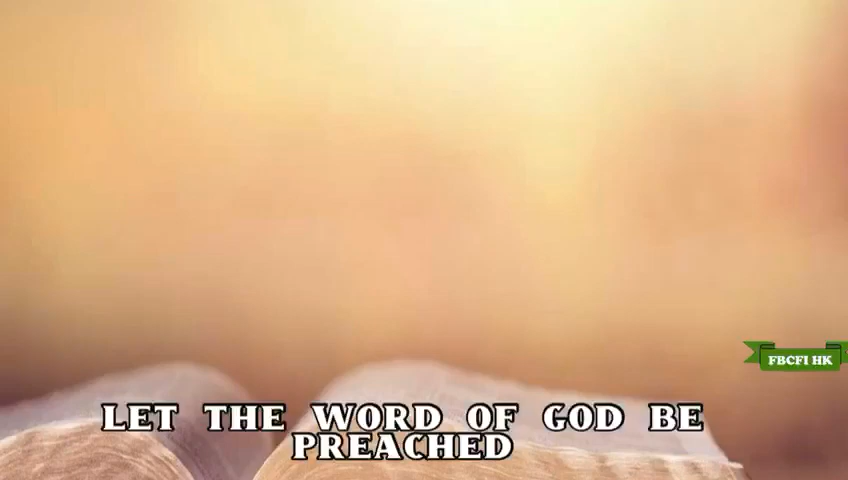 FBCFI HK
LET THE WORD OF GOD BE
PREACHED